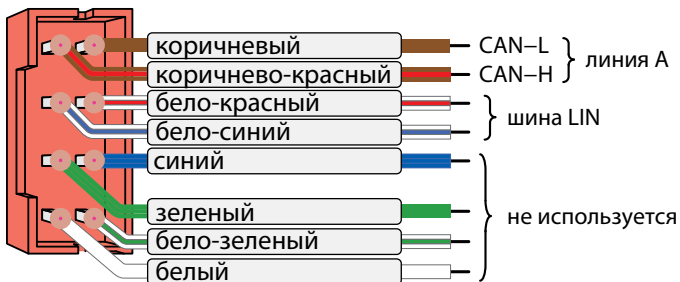 коричневый CAN–L
коричнево-красный CAN–H линия А
бело-красный
бело-синий шина LIN
синий
зеленый
бело-зеленый не используется
белый